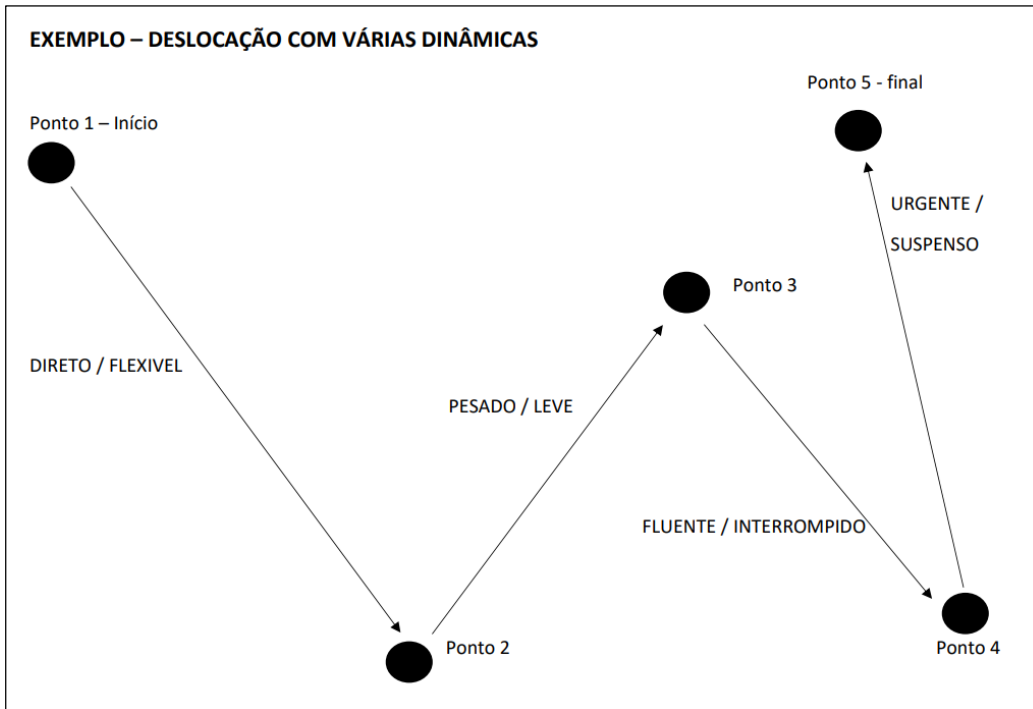 EXEMPLO – DESLOCAÇÃO COM VÁRIAS DINÂMICAS
Ponto 5 - final
Ponto 1 – Início
URGENTE /
SUSPENSO
Ponto 3
DIRETO / FLEXIVEL
PESADO / LEVE
FLUENTE / INTERROMPIDO
Ponto 2
Ponto 4